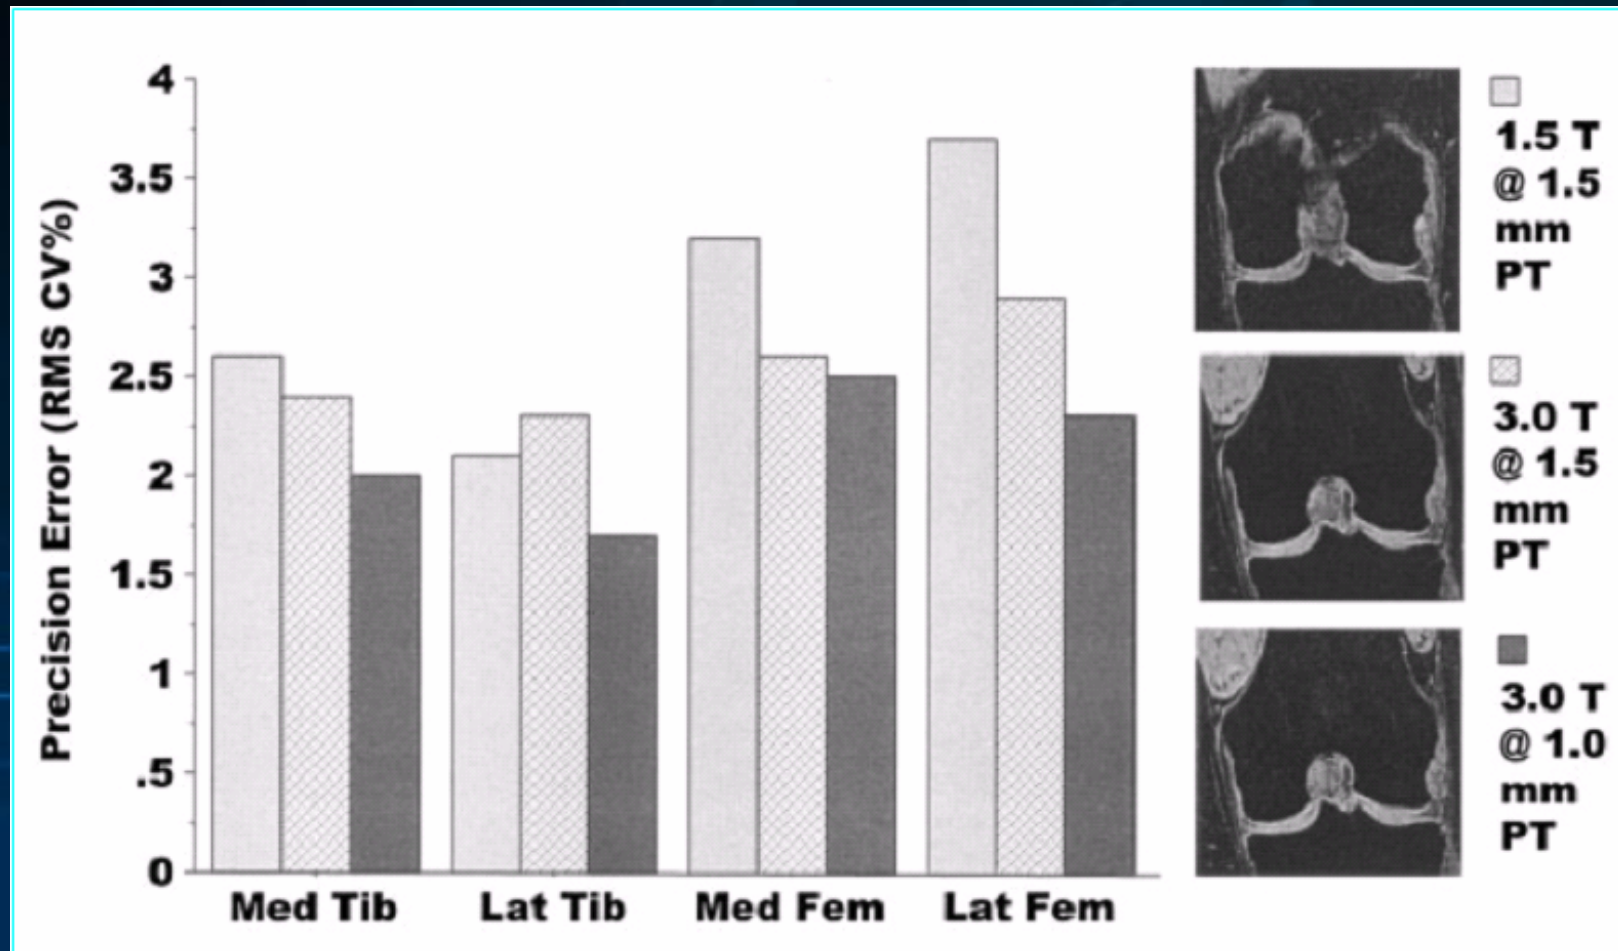 Precision Error (RMS CV%)
4
3.5
3
2.5
2
1.5
1
.5
0
Med Tib
Lat Tib
Med Fem
Lat Fem
1.5 T
@ 1.5
mm
PT
3.0 T
@ 1.5
mm
PT
3.0 T
@ 1.0
mm
PT